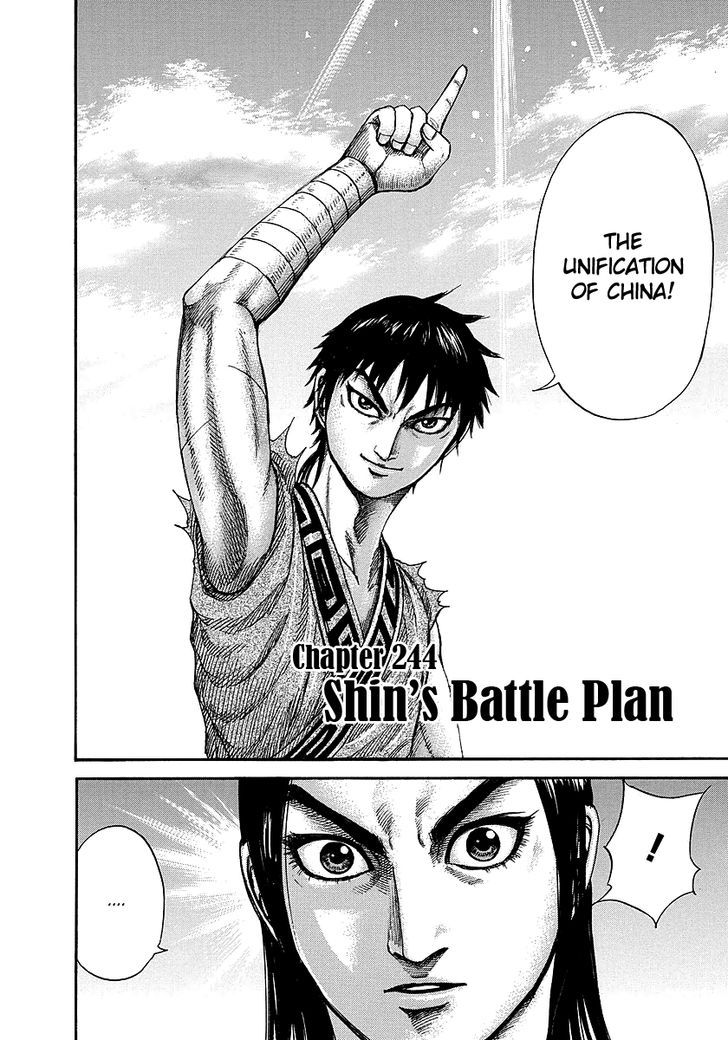 THE
UNIFICATION
OF CHINA!
Chapter 244
Shin's Battle Plan
!
....